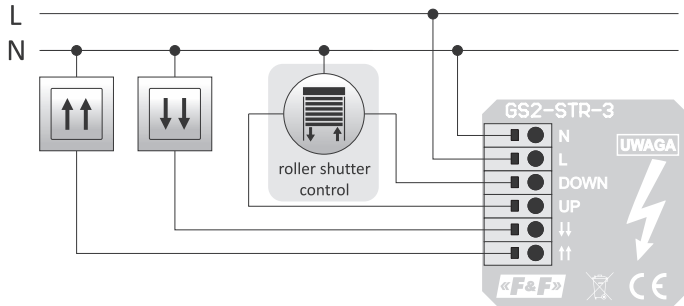 L
N
↑↑
↓↓
roller shutter
control
GS2-STR-3
N
L
DOWN
UP
↓↓
↑↑
UWAGA
«F&F»
CE